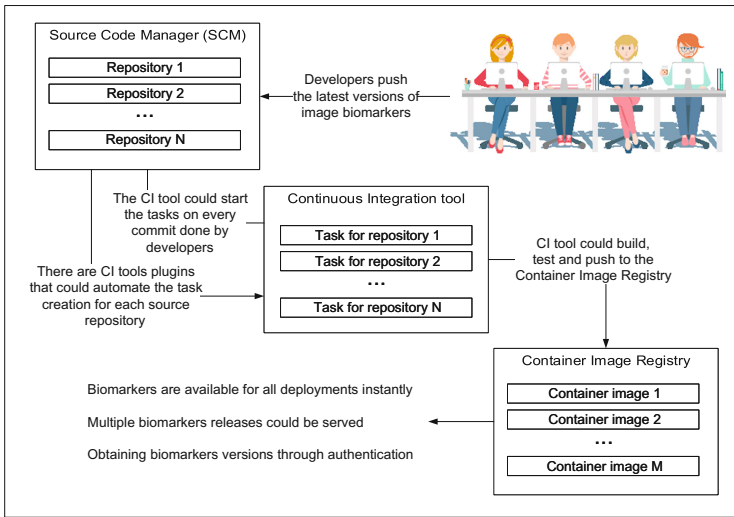 Source Code Manager (SCM)
Repository 1
Repository 2
...
Repository N
Developers push
the latest versions of
image biomarkers
The CI tool could start
the tasks on every
commit done by
developers
There are CI tools plugins
that could automate the task
creation for each source
repository
Continuous Integration tool
Task for repository 1
Task for repository 2
...
Task for repository N
CI tool could build,
test and push to the
Container Image Registry
Container Image Registry
Container image 1
Container image 2
...
Container image M
Biomarkers are available for all deployments instantly
Multiple biomarkers releases could be served
Obtaining biomarkers versions through authentication